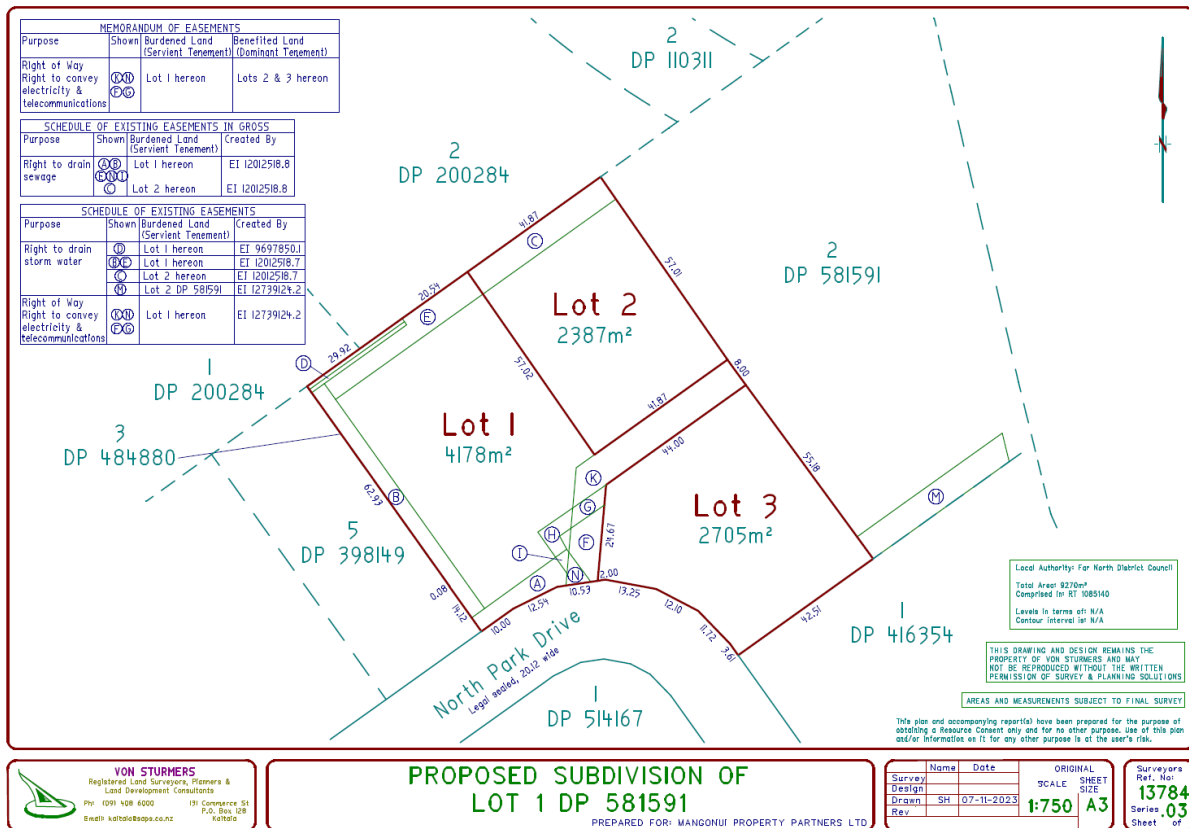 MEMORANDUM OF EASEMENTS
Purpose Shown Burdened Land (Servient Tenement) Benefited Land (Dominant Tenement)
Right of Way
Right to convey electricity & telecommunications K N F G Lot 1 hereon Lots 2 & 3 hereon
SCHEDULE OF EXISTING EASEMENTS IN GROSS
Purpose Shown Burdened Land (Servient Tenement) Created By
Right to drain sewage A B E N I Lot 1 hereon EI 12012518.8
C Lot 2 hereon EI 12012518.8
SCHEDULE OF EXISTING EASEMENTS
Purpose Shown Burdened Land (Servient Tenement) Created By
Right to drain storm water D Lot 1 hereon EI 9697850.1
B E Lot 1 hereon EI 12012518.7
C Lot 2 hereon EI 12012518.7
M Lot 2 DP 581591 EI 12739124.2
Right of Way
Right to convey electricity & telecommunications K N F G Lot 1 hereon EI 12739124.2
2
DP 110311
2
DP 200284
2
DP 581591
1
DP 200284
3
DP 484880
5
DP 398149
1
DP 416354
1
DP 514167
Lot 1
4178m²
Lot 2
2387m²
Lot 3
2705m²
41.87
57.01
20.54
29.92
57.02
41.87
8.00
44.00
55.18
62.93
24.67
0.08
14.12
10.00
12.54
10.53
2.00
13.25
12.10
11.72
3.61
42.51
A
B
C
D
E
F
G
H
I
K
M
N
N
North Park Drive
Legal sealed, 20.12 wide
Local Authority: Far North District Council
Total Area: 9270m²
Comprised in: RT 1085140
Levels in terms of: N/A
Contour interval is: N/A
THIS DRAWING AND DESIGN REMAINS THE
PROPERTY OF VON STURMERS AND MAY
NOT BE REPRODUCED WITHOUT THE WRITTEN
PERMISSION OF SURVEY & PLANNING SOLUTIONS
AREAS AND MEASUREMENTS SUBJECT TO FINAL SURVEY
This plan and accompanying report(s) have been prepared for the purpose of
obtaining a Resource Consent only and for no other purpose. Use of this plan
and/or information on it for any other purpose is at the user's risk.
VON STURMERS
Registered Land Surveyors, Planners &
Land Development Consultants
Ph: (09) 408 6000
Email: kaitaia@saps.co.nz
131 Commerce St
P.O. Box 128
Kaitaia
PROPOSED SUBDIVISION OF
LOT 1 DP 581591
PREPARED FOR: MANGONUI PROPERTY PARTNERS LTD
Name Date
Survey
Design
Drawn SH 07-11-2023
Rev
ORIGINAL
SCALE SHEET SIZE
1:750 A3
Surveyors
Ref. No:
13784
Series .03
Sheet of